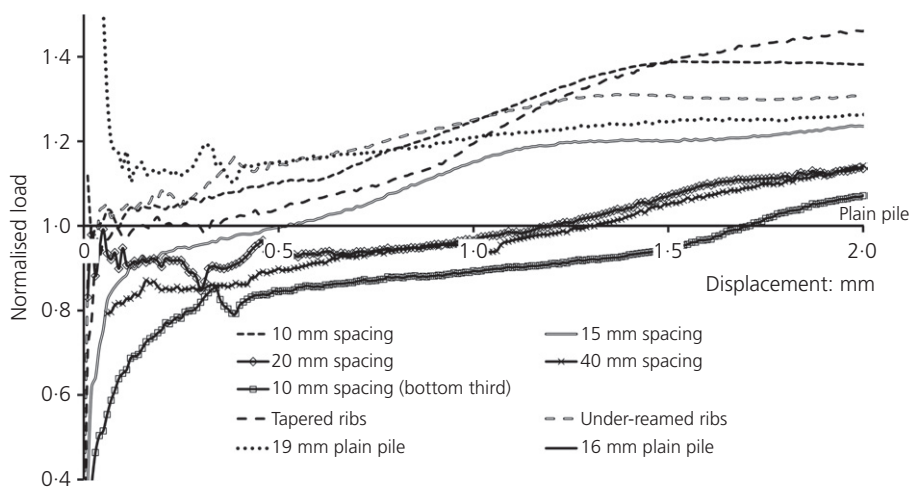 1·4
1·2
1·0
0·8
0·6
0·4
Normalised load
0
0·5
1·0
1·5
2·0
Plain pile
Displacement: mm
10 mm spacing
15 mm spacing
20 mm spacing
40 mm spacing
10 mm spacing (bottom third)
Tapered ribs
Under-reamed ribs
19 mm plain pile
16 mm plain pile